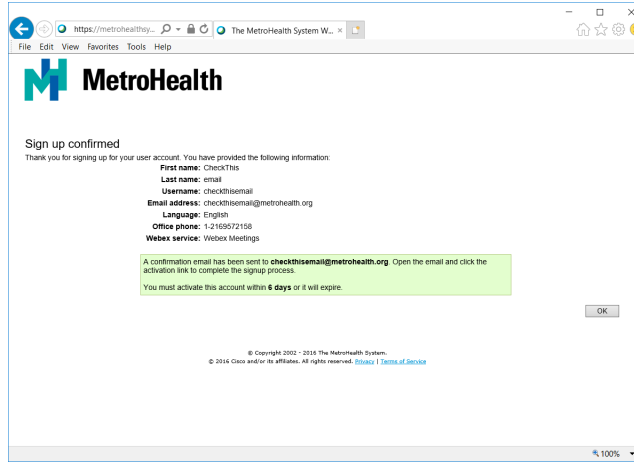 https://metrohealthsy...
The MetroHealth System W... ×
File Edit View Favorites Tools Help
MetroHealth
Sign up confirmed
Thank you for signing up for your user account. You have provided the following information:
First name: CheckThis
Last name: email
Username: checkthisemail
Email address: checkthisemail@metrohealth.org
Language: English
Office phone: 1-2169572158
Webex service: Webex Meetings
A confirmation email has been sent to checkthisemail@metrohealth.org. Open the email and click the
activation link to complete the signup process.
You must activate this account within 6 days or it will expire.
OK
© Copyright 2002 - 2016 The MetroHealth System.
© 2016 Cisco and/or its affiliates. All rights reserved. Privacy | Terms of Service
100%